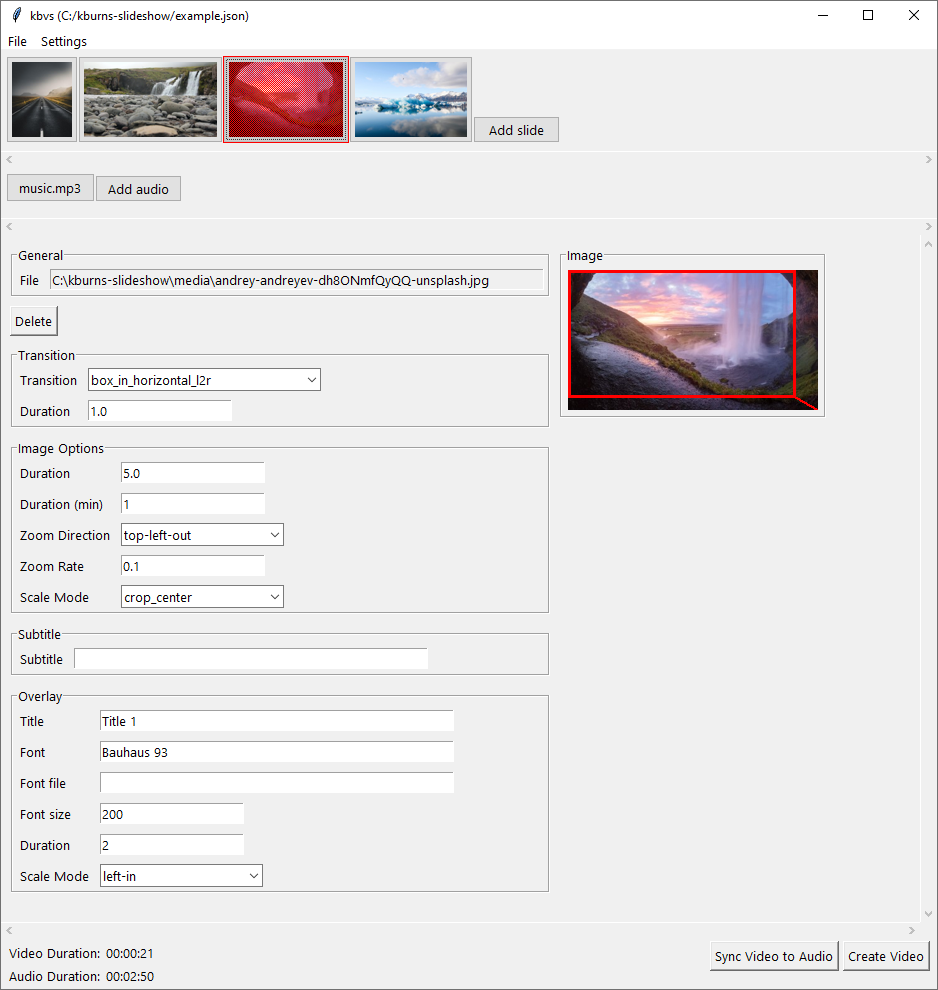 kbvs (C:/kburns-slideshow/example.json)
File Settings
Add slide
music.mp3 Add audio
General
File C:\kburns-slideshow\media\andrey-andreyev-dh8ONmfQyQQ-unsplash.jpg
Delete
Transition
Transition box_in_horizontal_l2r
Duration 1.0
Image Options
Duration 5.0
Duration (min) 1
Zoom Direction top-left-out
Zoom Rate 0.1
Scale Mode crop_center
Subtitle
Subtitle
Overlay
Title Title 1
Font Bauhaus 93
Font file
Font size 200
Duration 2
Scale Mode left-in
Image
Video Duration: 00:00:21
Audio Duration: 00:02:50
Sync Video to Audio Create Video